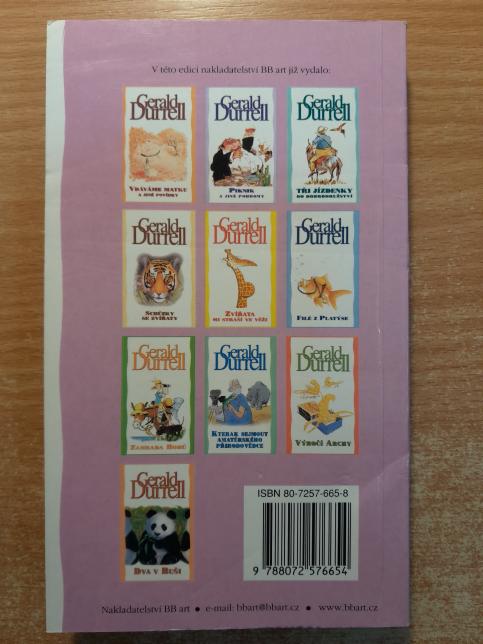 V této edici nakladatelství BB art již vydalo:
Gerald
Durrell
VDÁVÁME MATKU
A JINÉ POVÍDKY
Gerald
Durrell
PIKNIK
A JINÉ POHROMY
Gerald
Durrell
TŘI JÍZDENKY
DO DOBRODRUŽSTVÍ
Gerald
Durrell
SCHŮZKY
SE ZVÍŘATY
Gerald
Durrell
ZVÍŘATA
MI STRAŠÍ VE VĚŽI
Gerald
Durrell
FILÉ Z PLATÝSE
Gerald
Durrell
ZAHRADA BOHŮ
Gerald
Durrell
KTERAK SEJMOUT
AMATÉRSKÉHO
PŘÍRODOVĚDCE
Gerald
Durrell
VÝROČÍ ARCHY
Gerald
Durrell
DVA V BUŠI
ISBN 80-7257-665-8
9 788072 576654
Nakladatelství BB art • e-mail: bbart@bbart.cz • www.bbart.cz